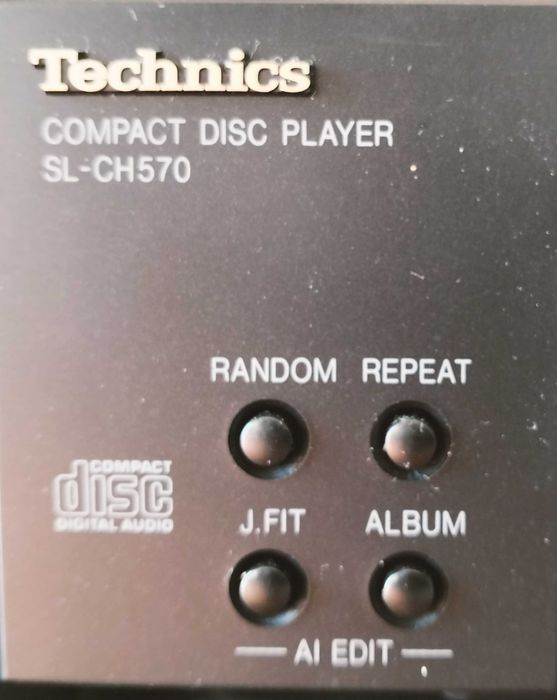 Technics
COMPACT DISC PLAYER
SL-CH570
RANDOM REPEAT
COMPACT
disc
DIGITAL AUDIO
J.FIT ALBUM
AI EDIT